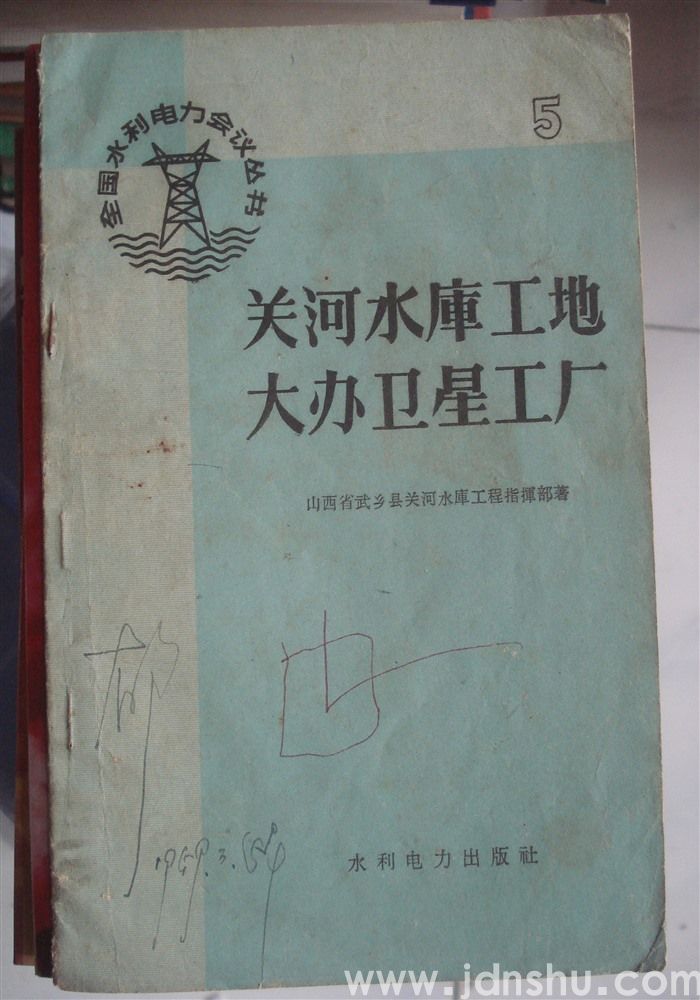 全国水利电力会议丛书
5
关河水庫工地
大办卫星工厂
山西省武乡县关河水庫工程指揮部著
水利电力出版社
www.jdnshu.com